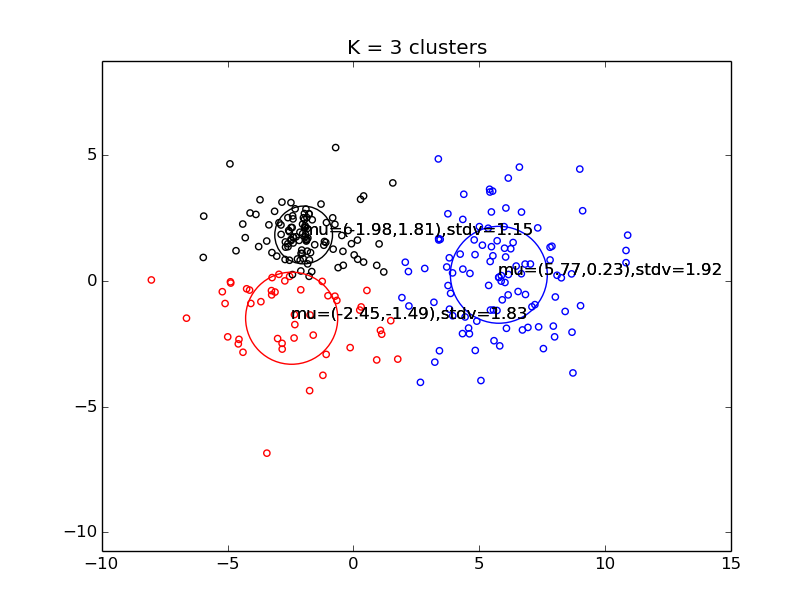 K = 3 clusters
5
mu=(-1.98,1.81),stdv=1.15
0
mu=(5.77,0.23),stdv=1.92
mu=(-2.45,-1.49),stdv=1.83
−5
−10
−10 −5 0 5 10 15